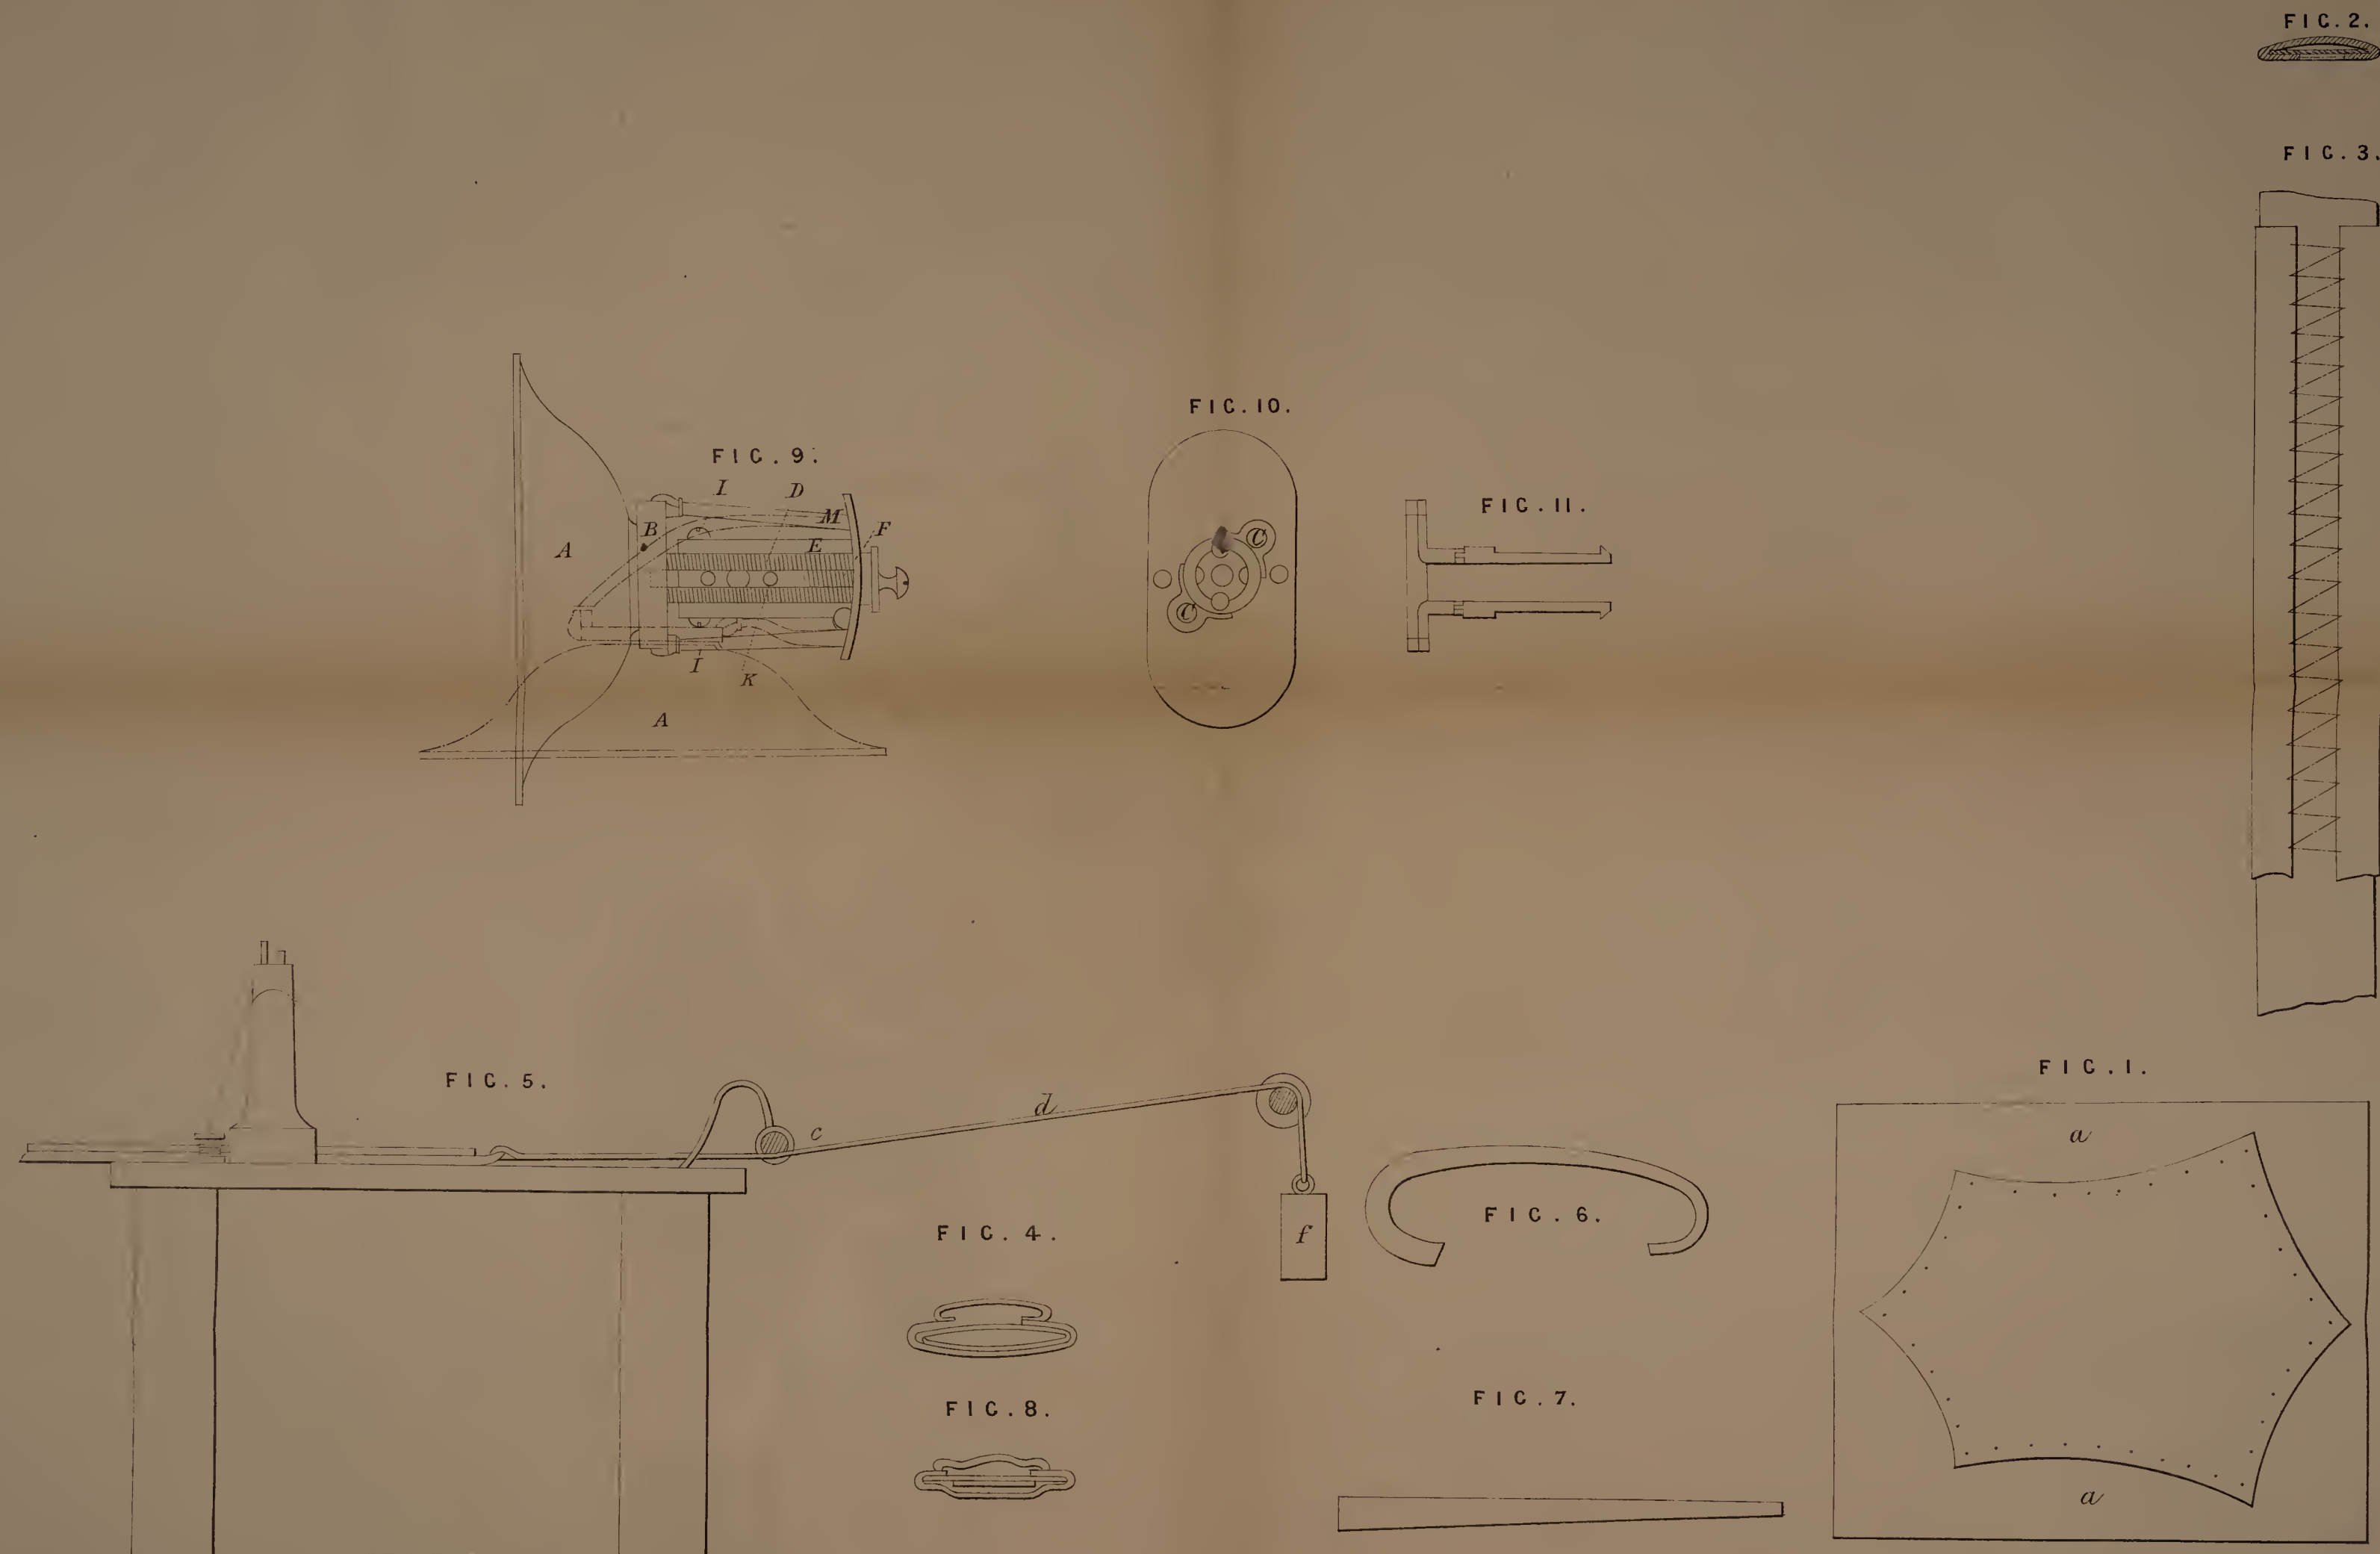 FIG. 2.
FIG. 3.
FIG. 10.
FIG. 9.
I
D
FIG. 11.
M
F
B
C
E
A
C
I
K
A
FIG. 1.
FIG. 5.
d
c
a
FIG. 6.
FIG. 4.
f
FIG. 7.
FIG. 8.
a